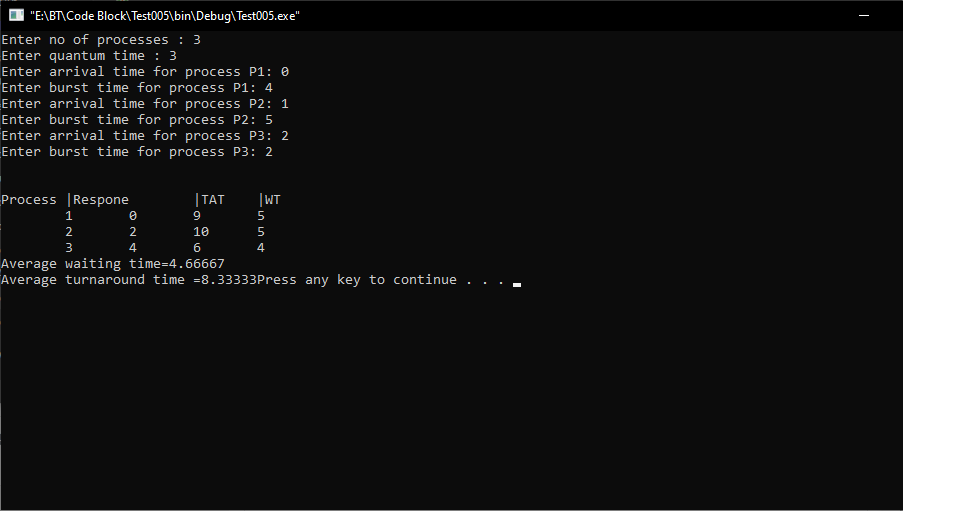 "E:\BT\Code Block\Test005\bin\Debug\Test005.exe"
Enter no of processes : 3
Enter quantum time : 3
Enter arrival time for process P1: 0
Enter burst time for process P1: 4
Enter arrival time for process P2: 1
Enter burst time for process P2: 5
Enter arrival time for process P3: 2
Enter burst time for process P3: 2
Process |Respone        |TAT    |WT
        1       0       9       5
        2       2       10      5
        3       4       6       4
Average waiting time=4.66667
Average turnaround time =8.33333Press any key to continue . . .